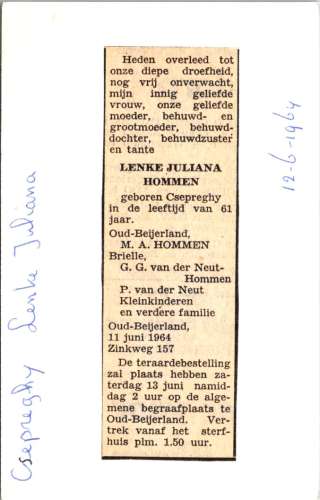 Heden overleed tot
onze diepe droefheid,
nog vrij onverwacht,
mijn innig geliefde
vrouw, onze geliefde
moeder, behuwd- en
grootmoeder, behuwd-
dochter, behuwdzuster
en tante
LENKE JULIANA
HOMMEN
geboren Csepreghy
in de leeftijd van 61
jaar.
Oud-Beijerland,
M. A. HOMMEN
Brielle,
G. G. van der Neut-
Hommen
P. van der Neut
Kleinkinderen
en verdere familie
Oud-Beijerland,
11 juni 1964
Zinkweg 157
De teraardebestelling
zal plaats hebben za-
terdag 13 juni namid-
dag 2 uur op de alge-
mene begraafplaats te
Oud-Beijerland. Ver-
trek vanaf het sterf-
huis plm. 1.50 uur.
Csepreghy Lenke Juliana
12-6-1964